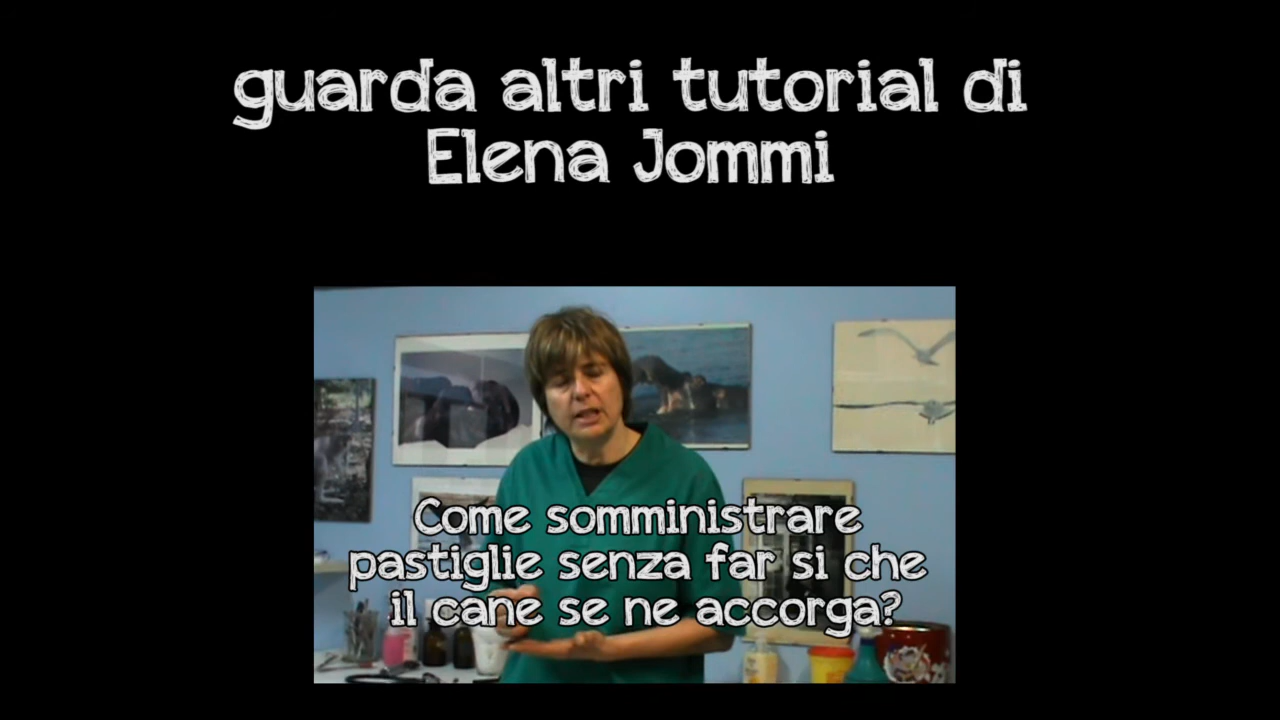 guarda altri tutorial di
Elena Jommi
Come somministrare
pastiglie senza far si che
il cane se ne accorga?